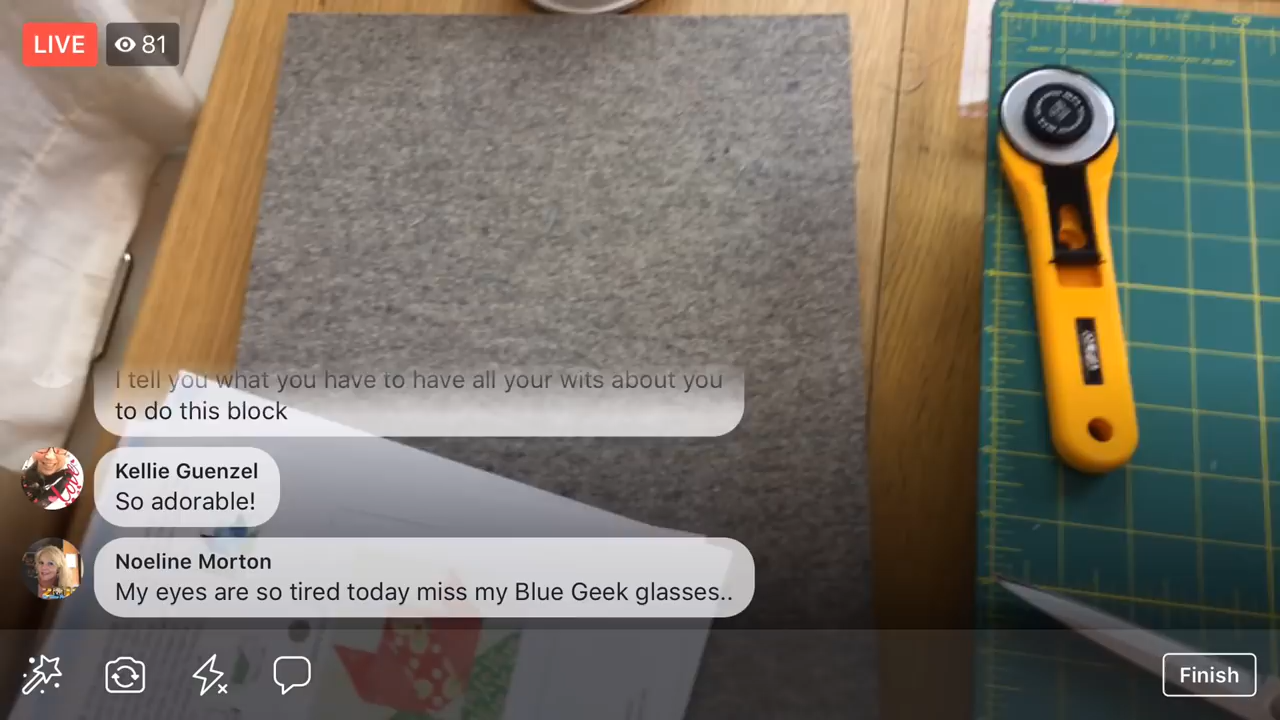 LIVE
81
I tell you what you have to have all your wits about you
to do this block
Kellie Guenzel
So adorable!
Noeline Morton
My eyes are so tired today miss my Blue Geek glasses..
Finish